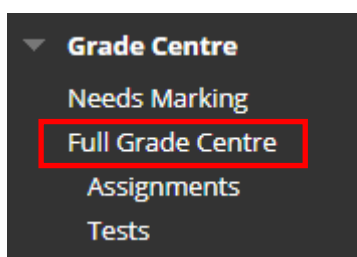 Grade Centre
Needs Marking
Full Grade Centre
Assignments
Tests